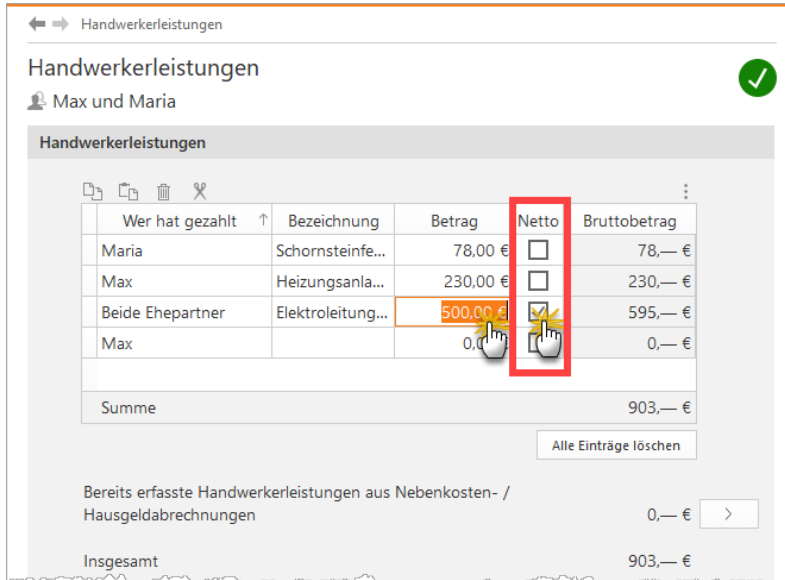 Handwerkerleistungen
Handwerkerleistungen
Max und Maria
Handwerkerleistungen
Wer hat gezahlt Bezeichnung Betrag Netto Bruttobetrag
Maria Schornsteinfe... 78,00 € 78,— €
Max Heizungsanla... 230,00 € 230,— €
Beide Ehepartner Elektroleitung... 500,00 € 595,— €
Max 0,— €
Summe 903,— €
Alle Einträge löschen
Bereits erfasste Handwerkerleistungen aus Nebenkosten- /
Hausgeldabrechnungen 0,— €
Insgesamt 903,— €